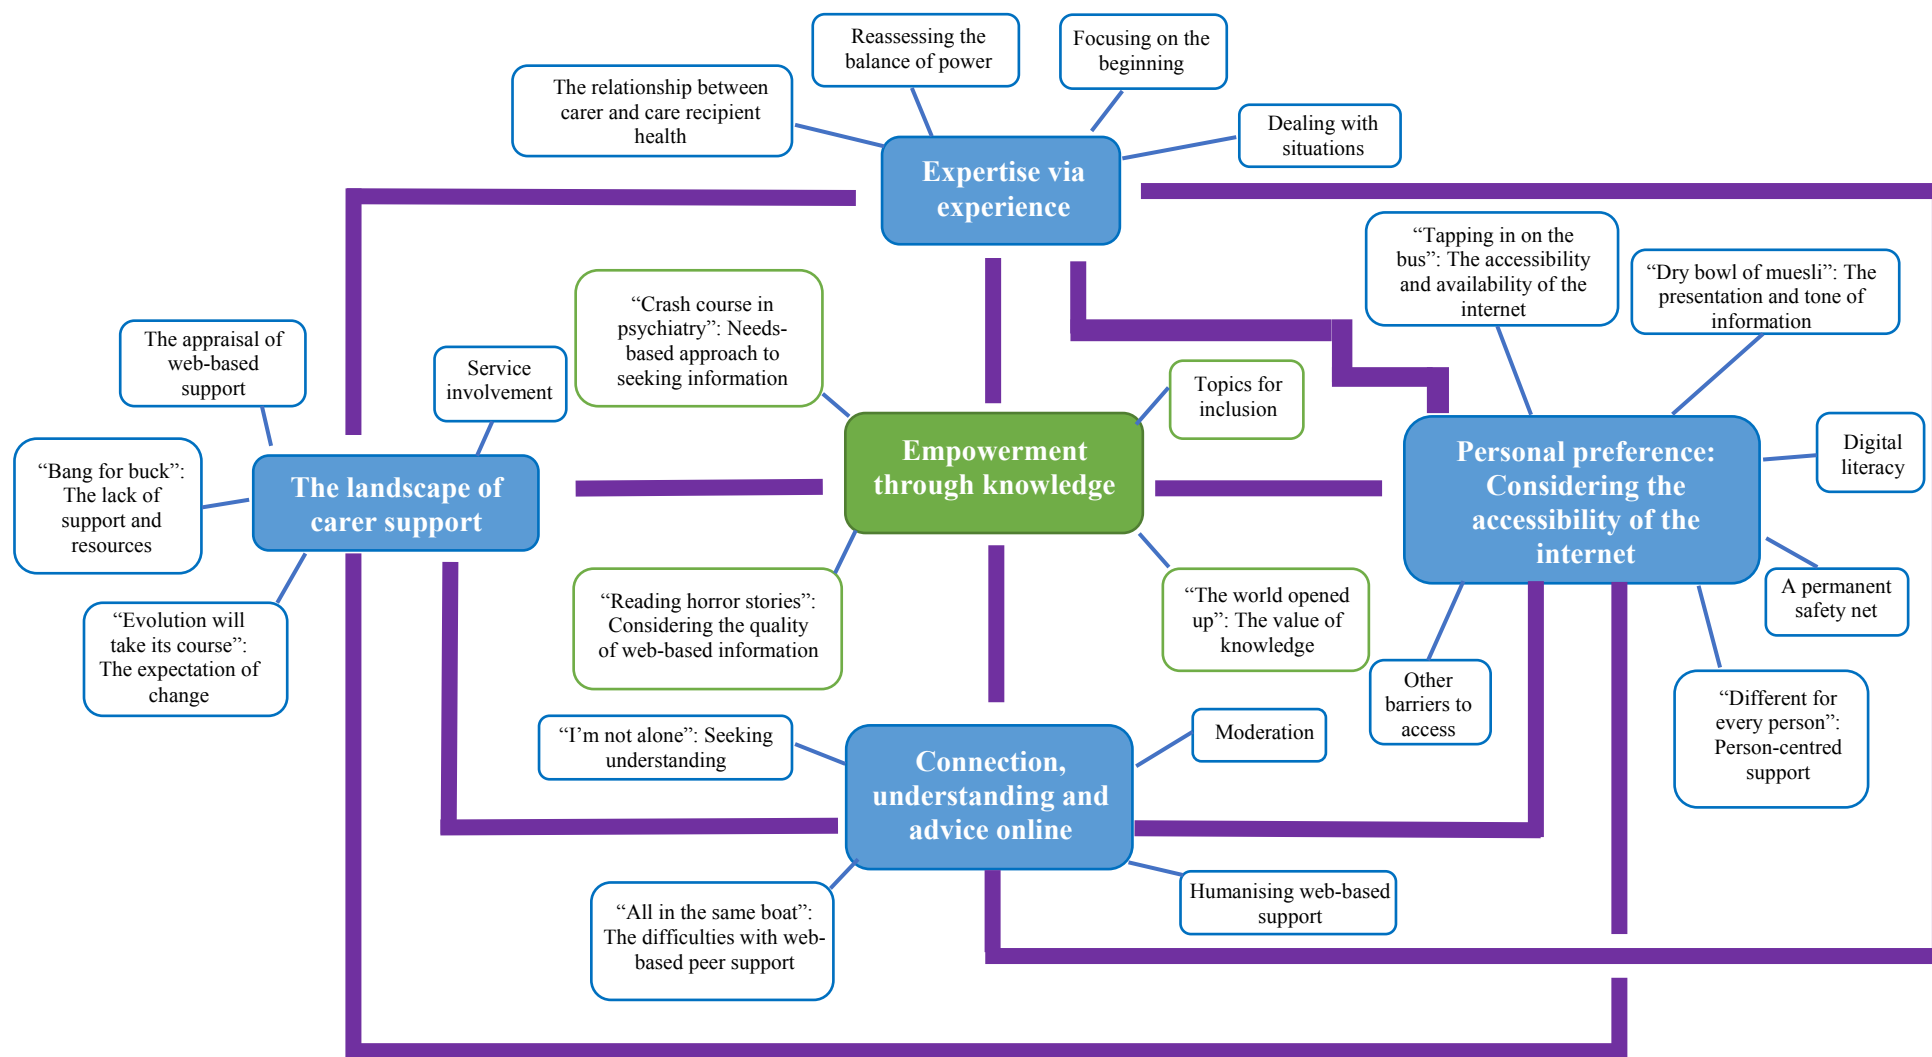 Reassessing the
balance of power
Focusing on the
beginning
The relationship between
carer and care recipient
health
Dealing with
situations
Expertise via
experience
“Tapping in on the
bus”: The accessibility
and availability of the
internet
“Dry bowl of muesli”: The
presentation and tone of
information
“Crash course in
psychiatry”: Needs-
based approach to
seeking information
The appraisal of
web-based
support
Service
involvement
Topics for
inclusion
Empowerment
through knowledge
Personal preference:
Considering the
accessibility of the
internet
Digital
literacy
“Bang for buck”:
The lack of
support and
resources
The landscape of
carer support
“Evolution will
take its course”:
The expectation of
change
“Reading horror stories”:
Considering the quality
of web-based information
“The world opened
up”: The value of
knowledge
A permanent
safety net
Other
barriers to
access
“Different for
every person”:
Person-centred
support
“I’m not alone”: Seeking
understanding
Moderation
Connection,
understanding and
advice online
“All in the same boat”:
The difficulties with web-
based peer support
Humanising web-based
support